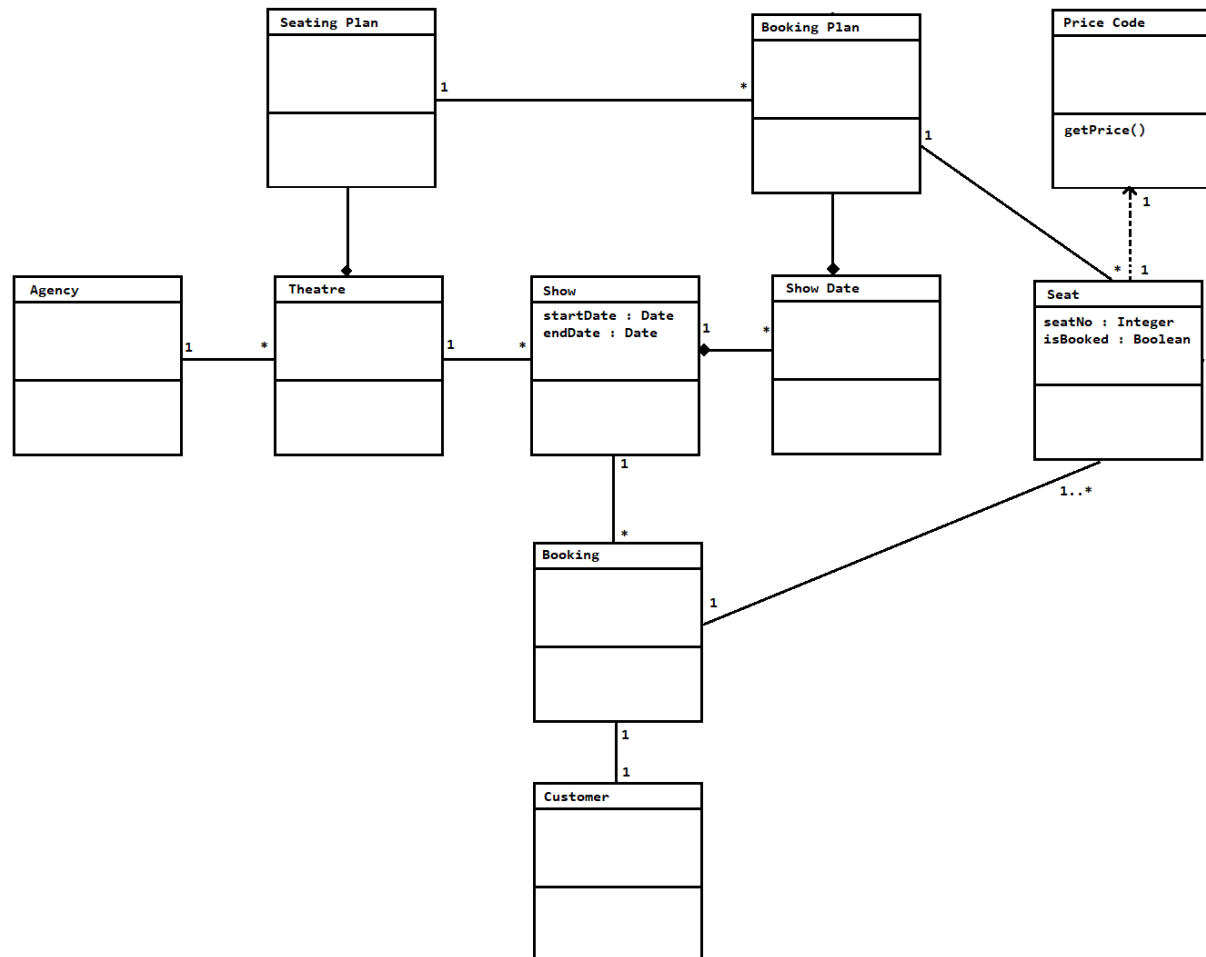 Seating Plan
Booking Plan
Price Code
1
*
1
getPrice()
1
*
1
Agency
Theatre
Show
startDate : Date
endDate : Date
Show Date
Seat
seatNo : Integer
isBooked : Boolean
1
*
1
*
1
*
1
*
1..*
Booking
1
1
1
Customer